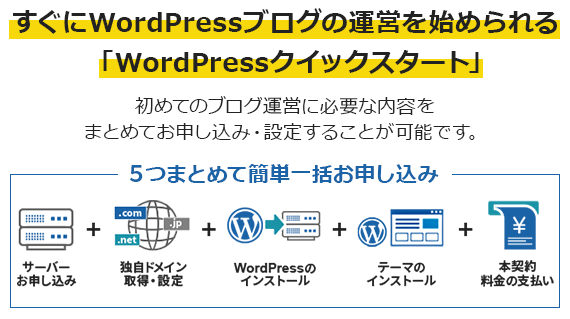 すぐにWordPressブログの運営を始められる
「WordPressクイックスタート」
初めてのブログ運営に必要な内容を
まとめてお申し込み・設定することが可能です。
5つまとめて簡単一括お申し込み
.com
.jp
.net
¥
+
+
+
+
サーバー
お申し込み
独自ドメイン
取得・設定
WordPressの
インストール
テーマの
インストール
本契約
料金の支払い